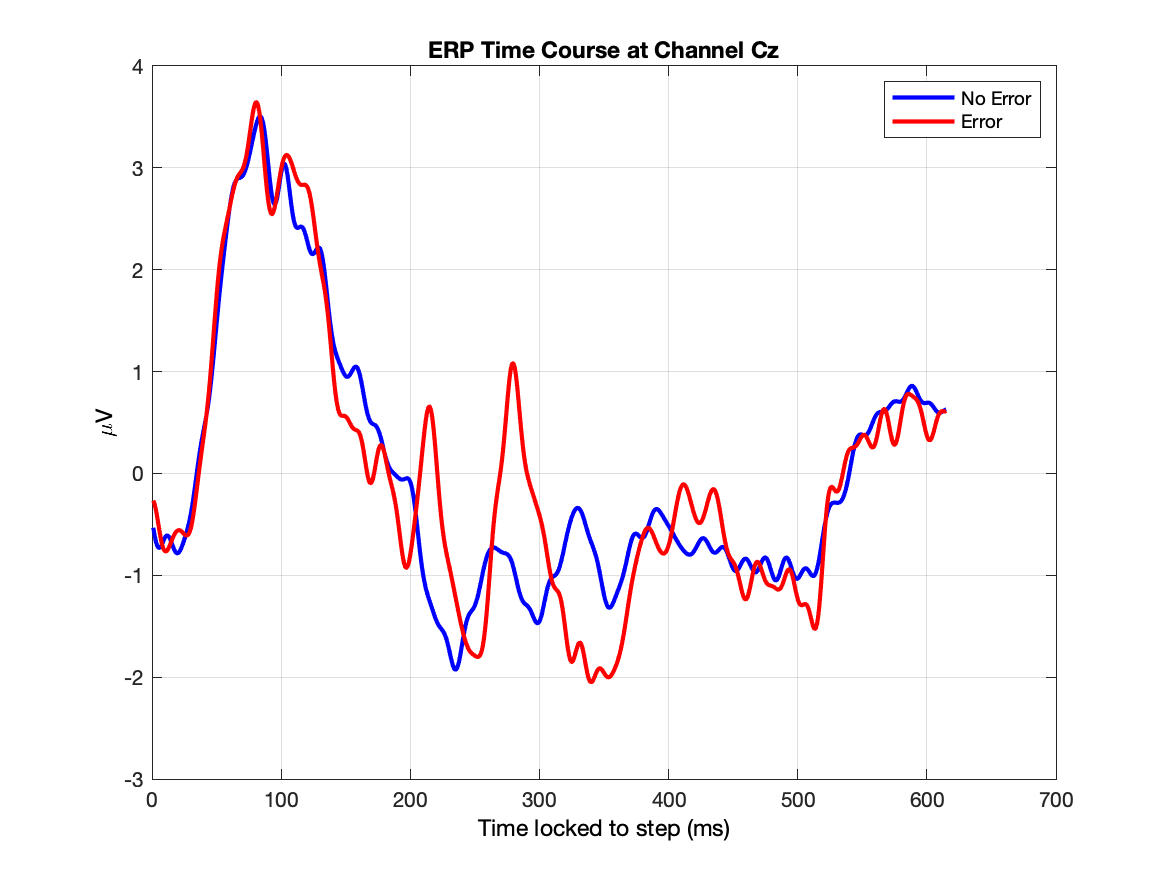 ERP Time Course at Channel Cz
4
3
2
1
0
-1
-2
-3
μV
No Error
Error
0 100 200 300 400 500 600 700
Time locked to step (ms)